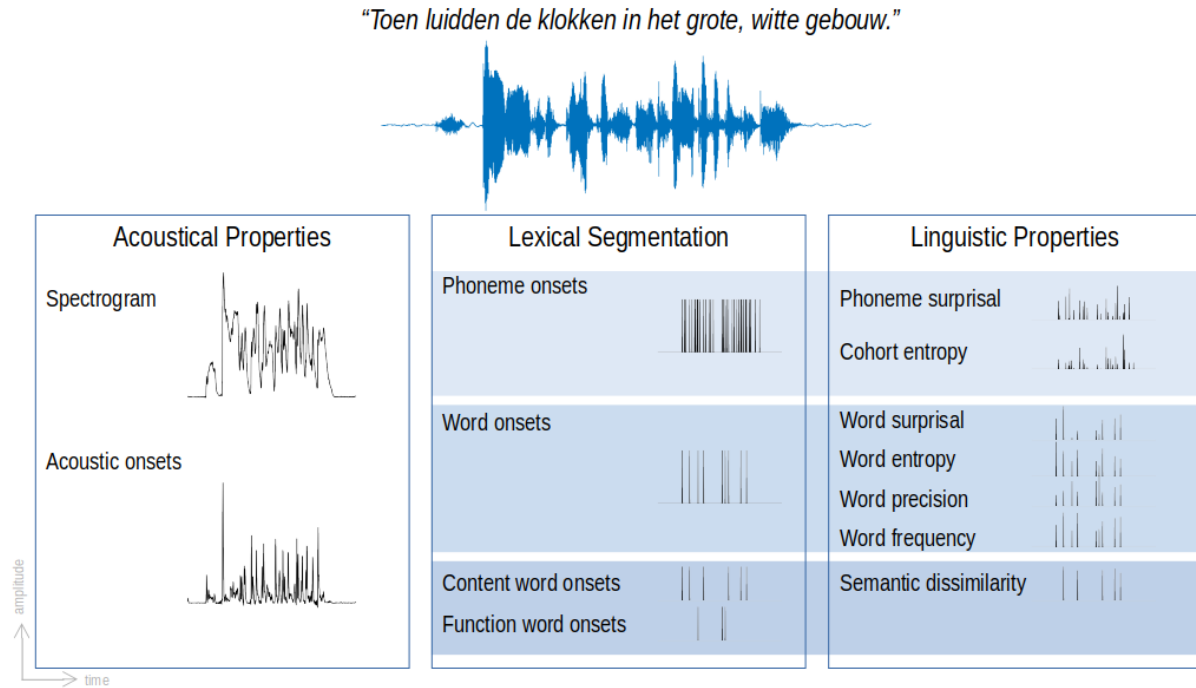 “Toen luidden de klokken in het grote, witte gebouw.”
Acoustical Properties
Spectrogram
Acoustic onsets
amplitude
time
Lexical Segmentation
Phoneme onsets
Word onsets
Content word onsets
Function word onsets
Linguistic Properties
Phoneme surprisal
Cohort entropy
Word surprisal
Word entropy
Word precision
Word frequency
Semantic dissimilarity